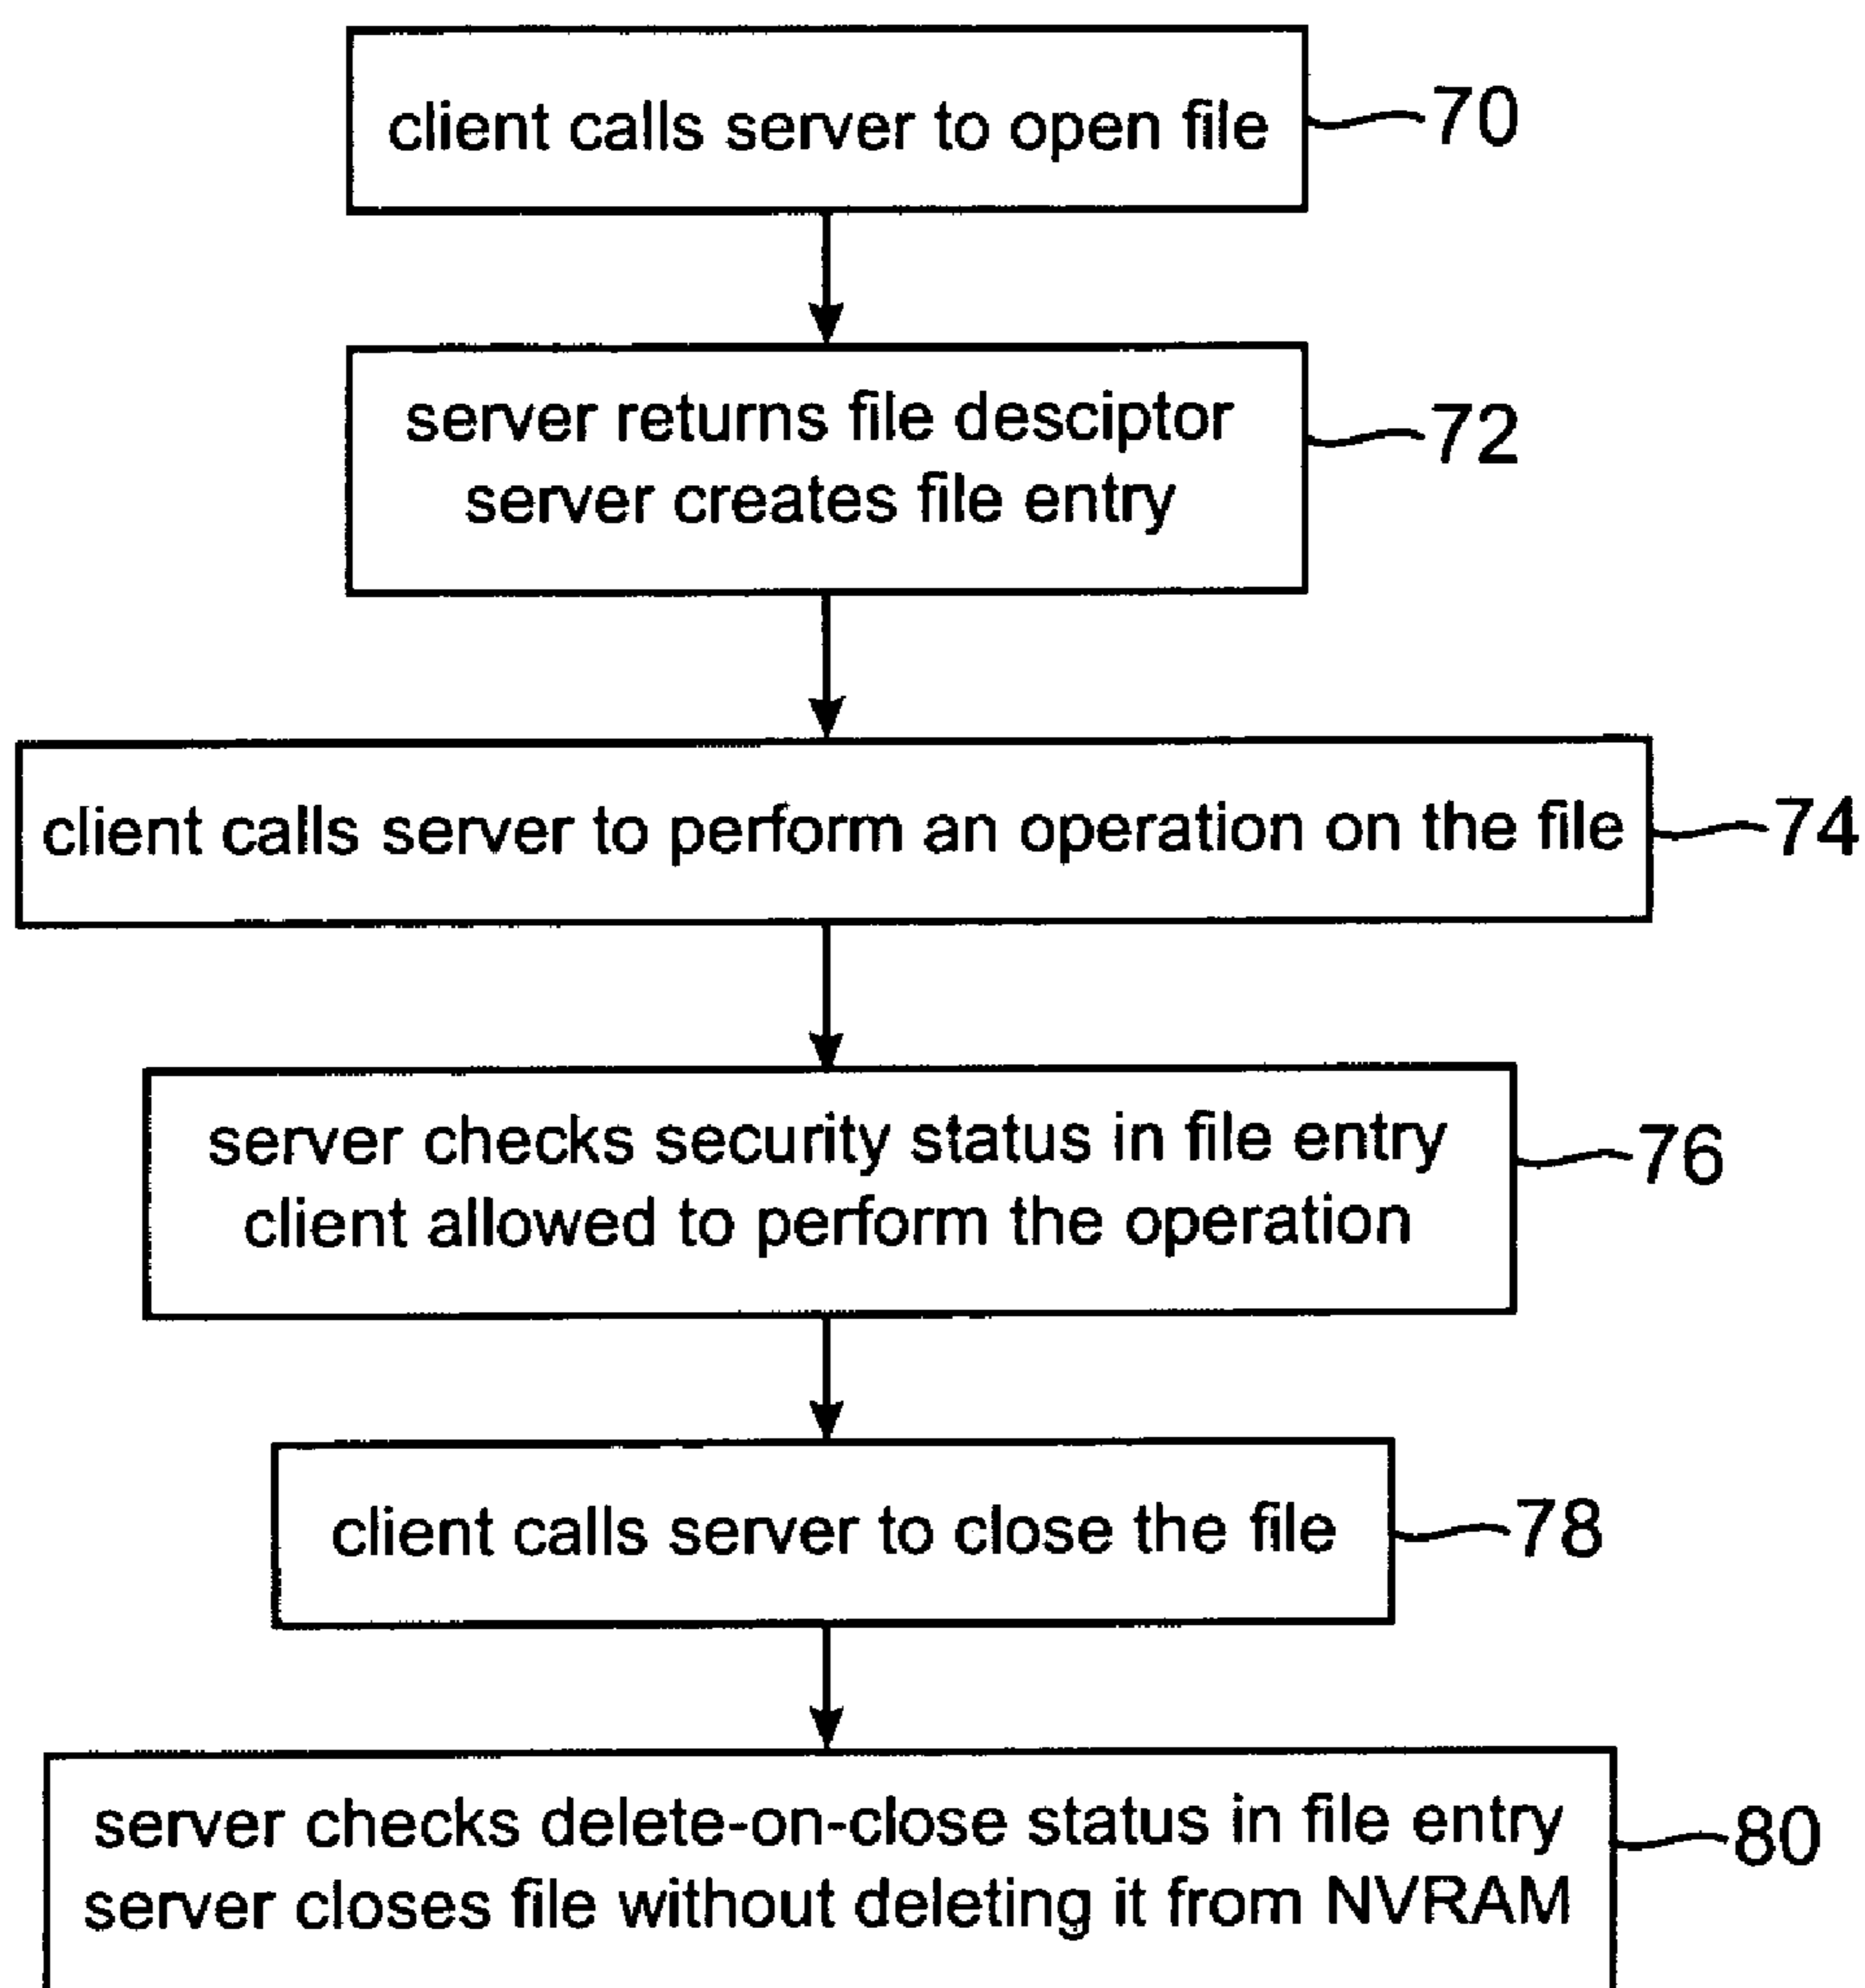 client calls server to open file
70
server returns file desciptor
server creates file entry
72
client calls server to perform an operation on the file
74
server checks security status in file entry
client allowed to perform the operation
76
client calls server to close the file
78
server checks delete-on-close status in file entry
server closes file without deleting it from NVRAM
80